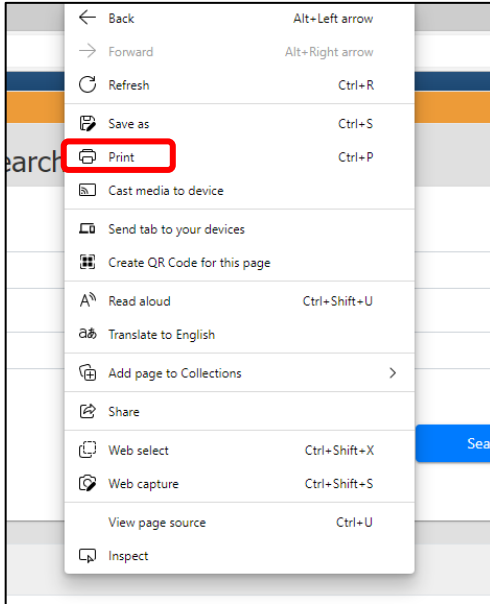 Back Alt+Left arrow
Forward Alt+Right arrow
Refresh Ctrl+R
Save as Ctrl+S
earch
Print Ctrl+P
Cast media to device
Send tab to your devices
Create QR Code for this page
Read aloud Ctrl+Shift+U
Translate to English
Add page to Collections
Share
Sea
Web select Ctrl+Shift+X
Web capture Ctrl+Shift+S
View page source Ctrl+U
Inspect